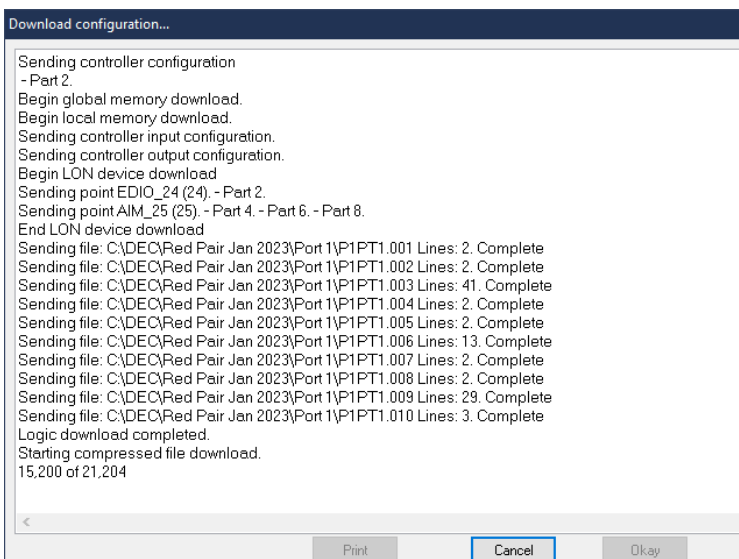 Download configuration...
Sending controller configuration
- Part 2.
Begin global memory download.
Begin local memory download.
Sending controller input configuration.
Sending controller output configuration.
Begin LON device download
Sending point EDIO_24 (24). - Part 2.
Sending point AIM_25 (25). - Part 4. - Part 6. - Part 8.
End LON device download
Sending file: C:\DEC\Red Pair Jan 2023\Port 1\P1PT1.001 Lines: 2. Complete
Sending file: C:\DEC\Red Pair Jan 2023\Port 1\P1PT1.002 Lines: 2. Complete
Sending file: C:\DEC\Red Pair Jan 2023\Port 1\P1PT1.003 Lines: 41. Complete
Sending file: C:\DEC\Red Pair Jan 2023\Port 1\P1PT1.004 Lines: 2. Complete
Sending file: C:\DEC\Red Pair Jan 2023\Port 1\P1PT1.005 Lines: 2. Complete
Sending file: C:\DEC\Red Pair Jan 2023\Port 1\P1PT1.006 Lines: 13. Complete
Sending file: C:\DEC\Red Pair Jan 2023\Port 1\P1PT1.007 Lines: 2. Complete
Sending file: C:\DEC\Red Pair Jan 2023\Port 1\P1PT1.008 Lines: 2. Complete
Sending file: C:\DEC\Red Pair Jan 2023\Port 1\P1PT1.009 Lines: 29. Complete
Sending file: C:\DEC\Red Pair Jan 2023\Port 1\P1PT1.010 Lines: 3. Complete
Logic download completed.
Starting compressed file download.
15,200 of 21,204
Print Cancel Okay